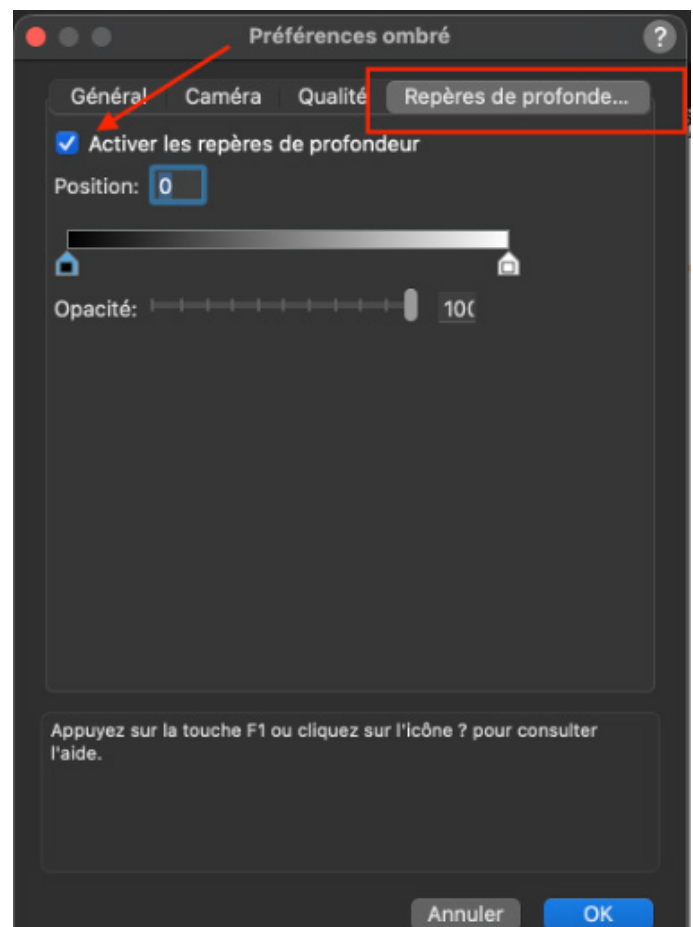 Préférences ombré
?
Général Caméra Qualité Repères de profonde...
Activer les repères de profondeur
Position: 0
Opacité: 100
Appuyez sur la touche F1 ou cliquez sur l'icône ? pour consulter
l'aide.
Annuler OK